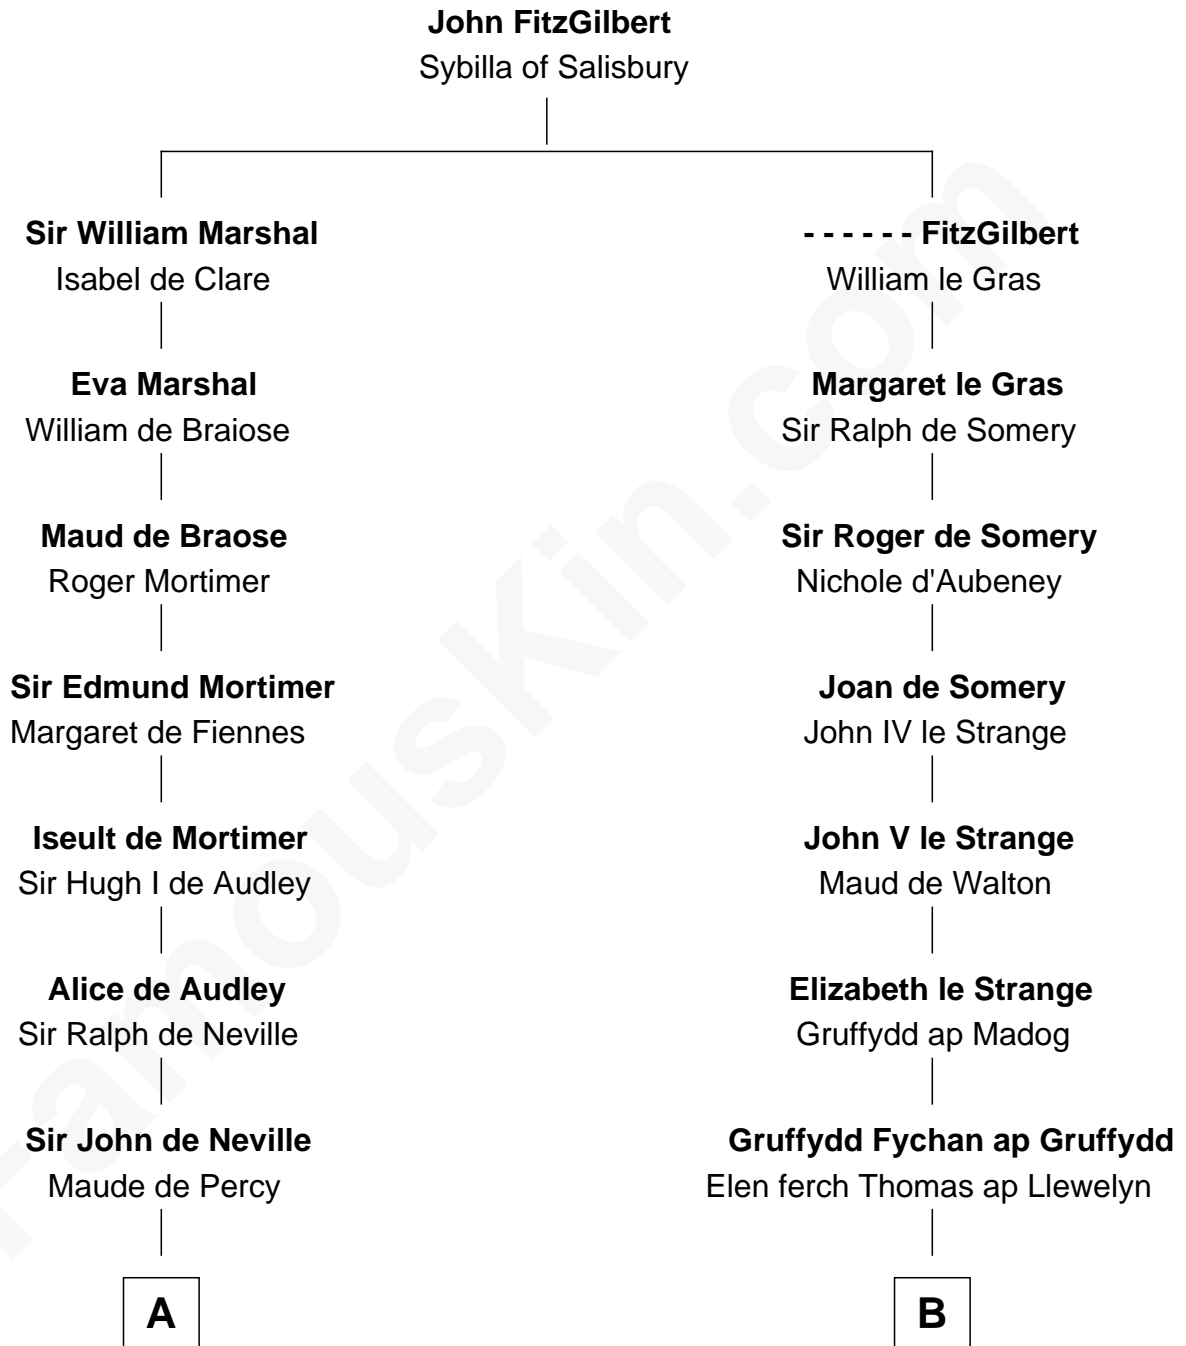 John FitzGilbert
Sybilla of Salisbury
Sir William Marshal
Isabel de Clare
Eva Marshal
William de Braiose
Maud de Braose
Roger Mortimer
Sir Edmund Mortimer
Margaret de Fiennes
Iseult de Mortimer
Sir Hugh I de Audley
Alice de Audley
Sir Ralph de Neville
Sir John de Neville
Maude de Percy
A
- - - - - - FitzGilbert
William le Gras
Margaret le Gras
Sir Ralph de Somery
Sir Roger de Somery
Nichole d'Aubeney
Joan de Somery
John IV le Strange
John V le Strange
Maud de Walton
Elizabeth le Strange
Gruffydd ap Madog
Gruffydd Fychan ap Gruffydd
Elen ferch Thomas ap Llewelyn
B
FamousKin.com